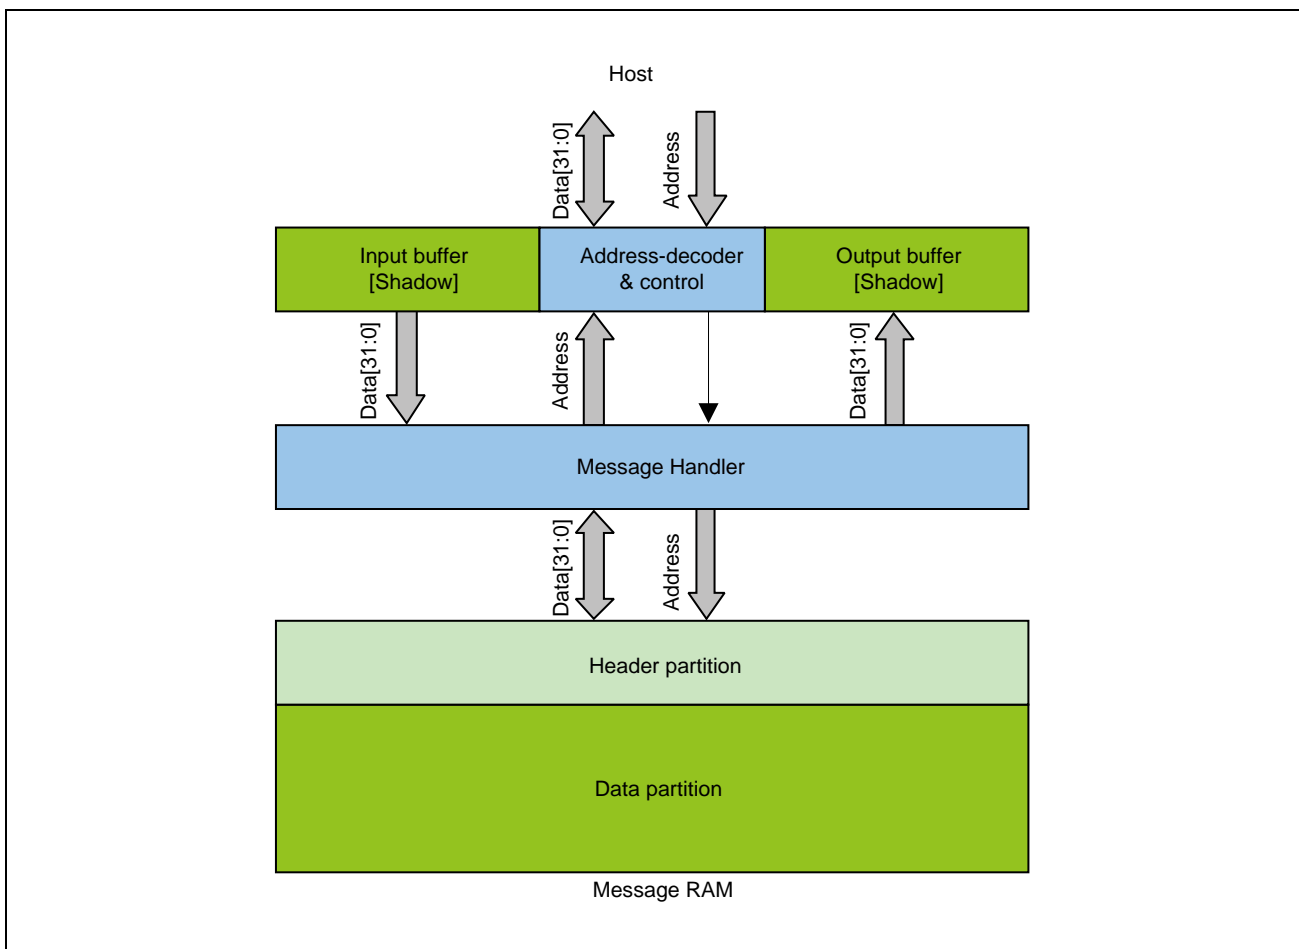 Host
Data[31:0]
Address
Input buffer
[Shadow]
Address-decoder
& control
Output buffer
[Shadow]
Data[31:0]
Address
Data[31:0]
Message Handler
Data[31:0]
Address
Header partition
Data partition
Message RAM